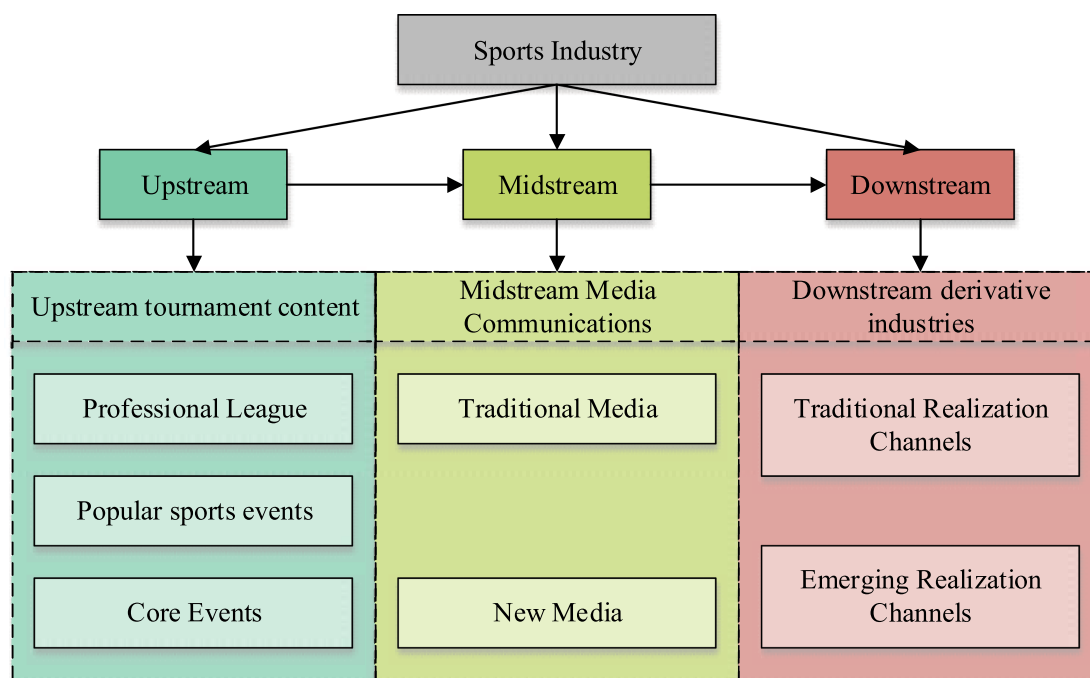 Sports Industry
Upstream
Midstream
Downstream
Upstream tournament content
Midstream Media
Communications
Downstream derivative
industries
Professional League
Popular sports events
Core Events
Traditional Media
New Media
Traditional Realization
Channels
Emerging Realization
Channels